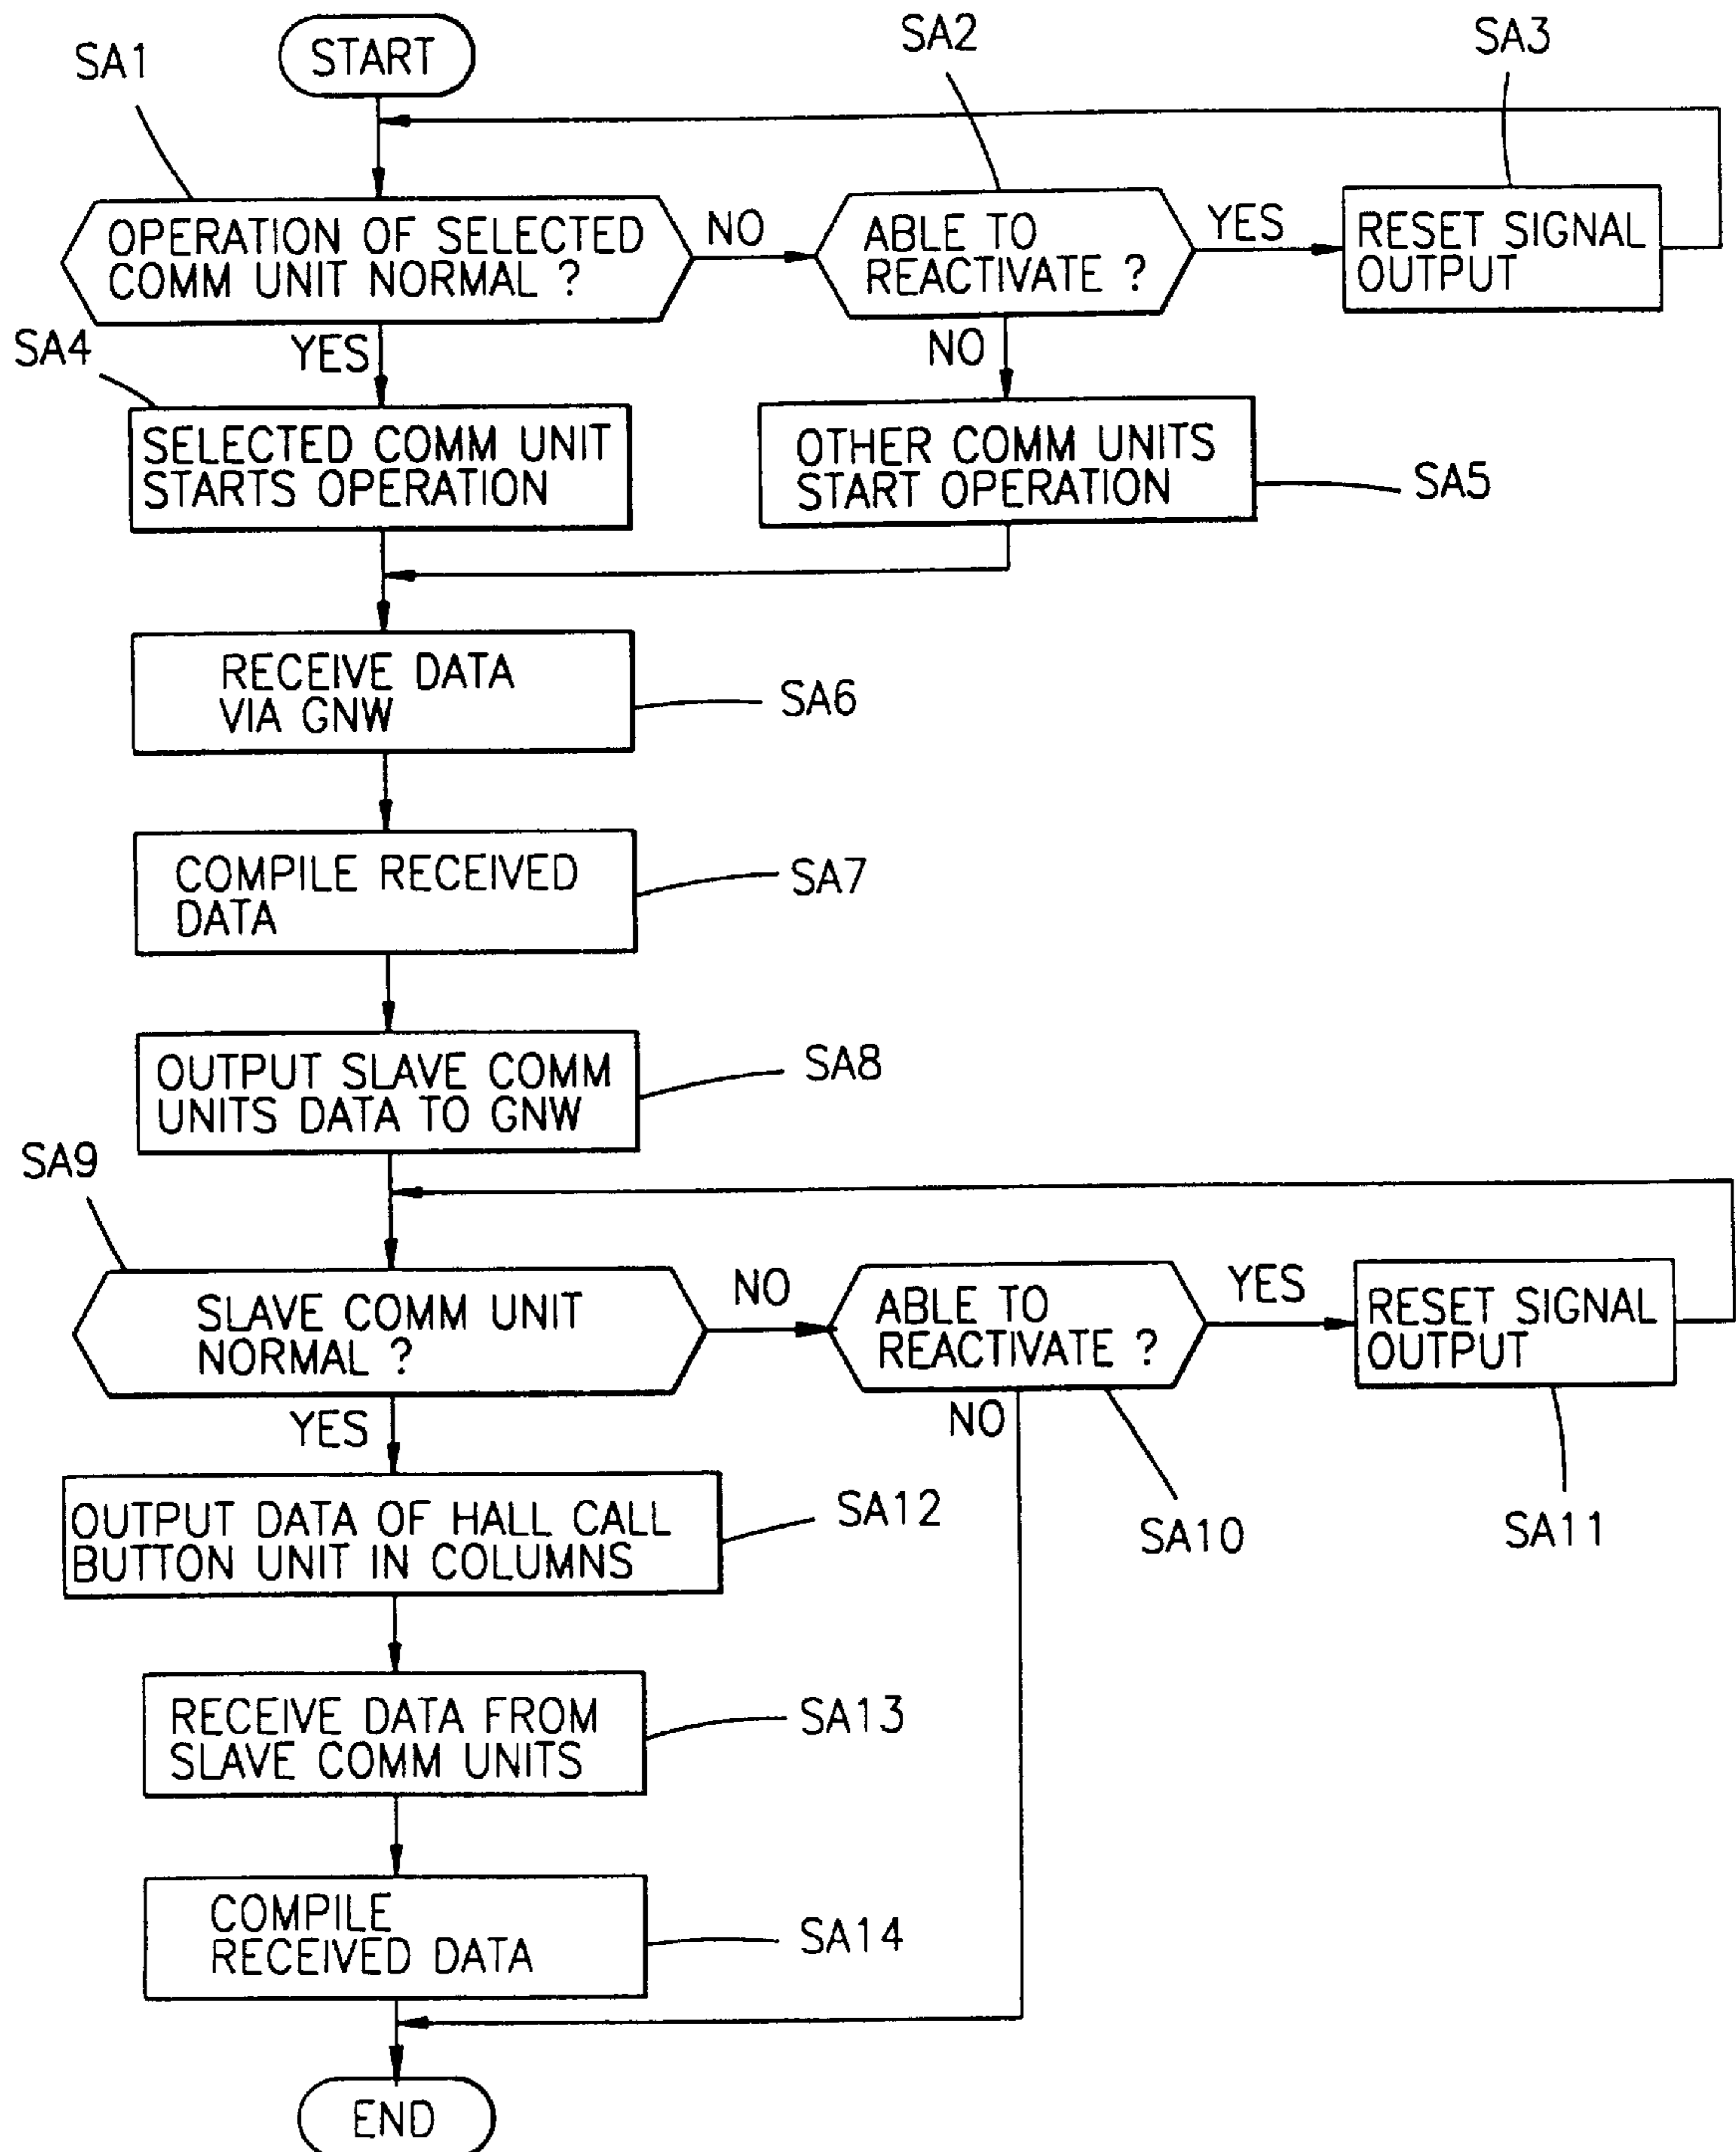 START
SA1
SA2
SA3
OPERATION OF SELECTED
COMM UNIT NORMAL ?
NO
ABLE TO
REACTIVATE ?
YES
RESET SIGNAL
OUTPUT
YES
NO
SA4
SELECTED COMM UNIT
STARTS OPERATION
OTHER COMM UNITS
START OPERATION
SA5
RECEIVE DATA
VIA GNW
SA6
COMPILE RECEIVED
DATA
SA7
OUTPUT SLAVE COMM
UNITS DATA TO GNW
SA8
SA9
SLAVE COMM UNIT
NORMAL ?
NO
ABLE TO
REACTIVATE ?
YES
RESET SIGNAL
OUTPUT
YES
NO
SA10
SA11
OUTPUT DATA OF HALL CALL
BUTTON UNIT IN COLUMNS
SA12
RECEIVE DATA FROM
SLAVE COMM UNITS
SA13
COMPILE
RECEIVED DATA
SA14
END